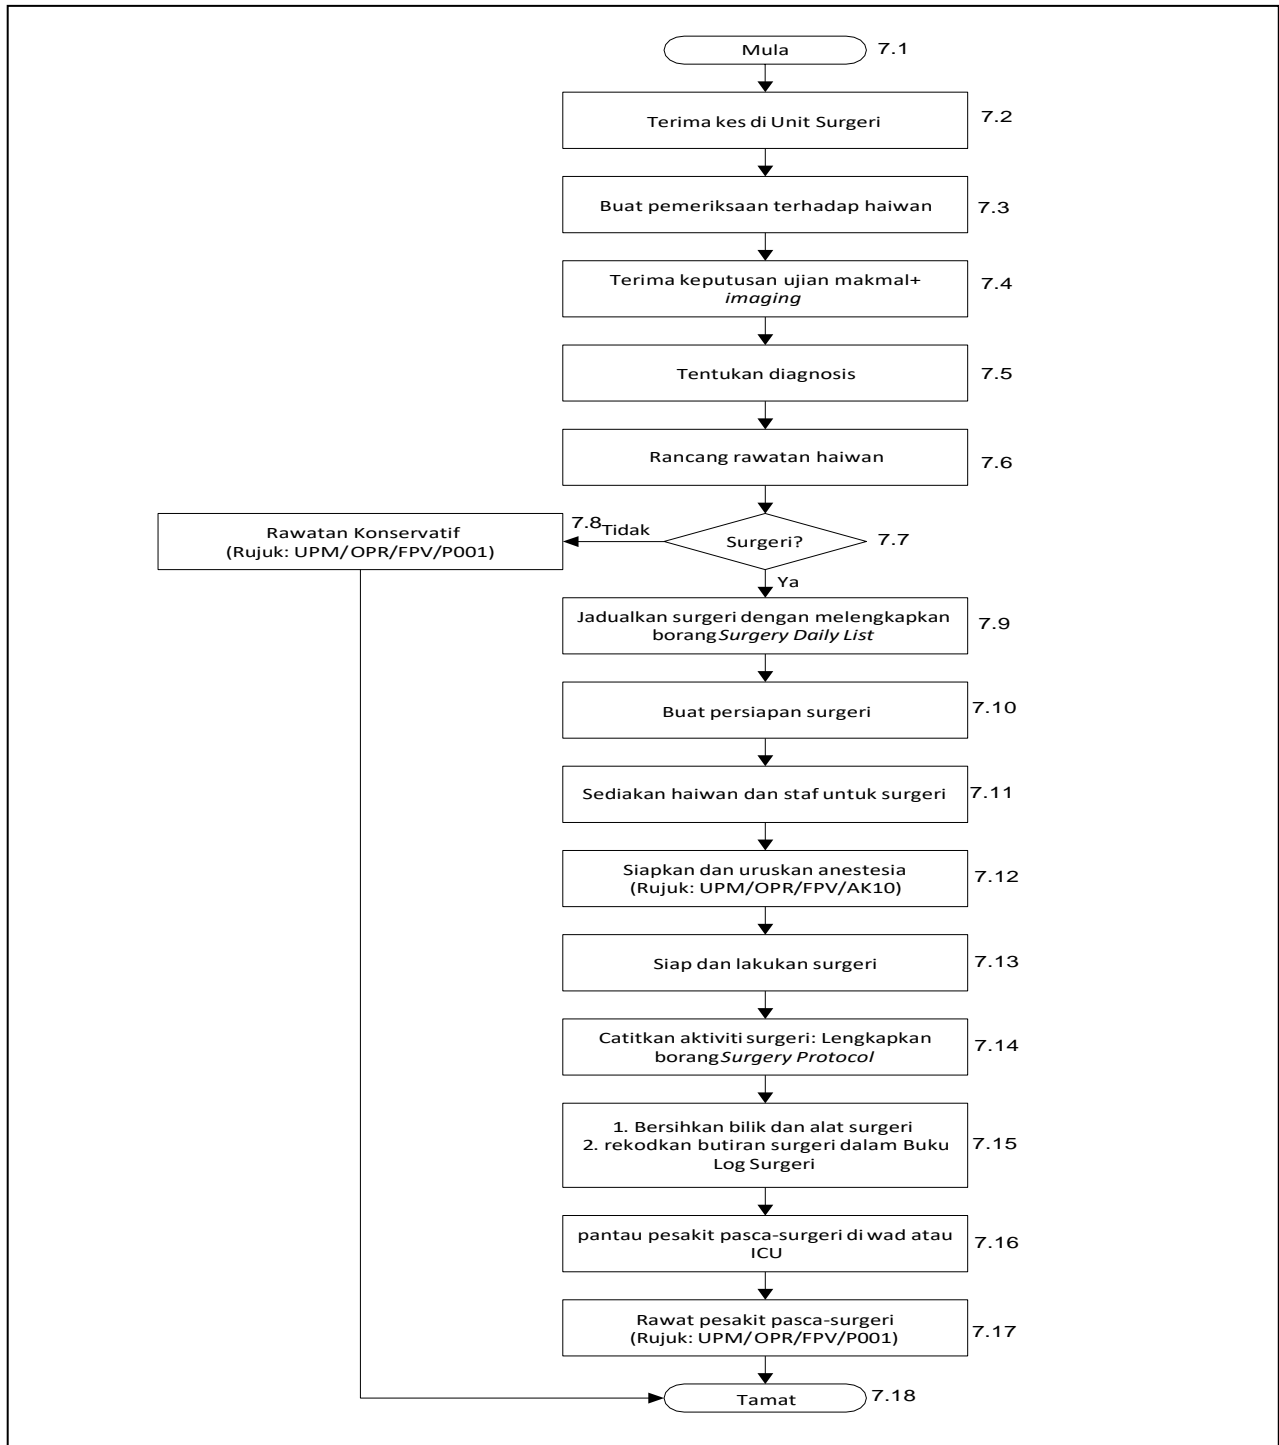 Mula
7.1
Terima kes di Unit Surgeri
7.2
Buat pemeriksaan terhadap haiwan
7.3
Terima keputusan ujian makmal+
imaging
7.4
Tentukan diagnosis
7.5
Rancang rawatan haiwan
7.6
Surgeri?
7.7
Tidak
7.8
Rawatan Konservatif
(Rujuk: UPM/OPR/FPV/P001)
Ya
Jadualkan surgeri dengan melengkapkan
borang Surgery Daily List
7.9
Buat persiapan surgeri
7.10
Sediakan haiwan dan staf untuk surgeri
7.11
Siapkan dan uruskan anestesia
(Rujuk: UPM/OPR/FPV/AK10)
7.12
Siap dan lakukan surgeri
7.13
Catitkan aktiviti surgeri: Lengkapkan
borang Surgery Protocol
7.14
1. Bersihkan bilik dan alat surgeri
2. rekodkan butiran surgeri dalam Buku
Log Surgeri
7.15
pantau pesakit pasca-surgeri di wad atau
ICU
7.16
Rawat pesakit pasca-surgeri
(Rujuk: UPM/OPR/FPV/P001)
7.17
Tamat
7.18